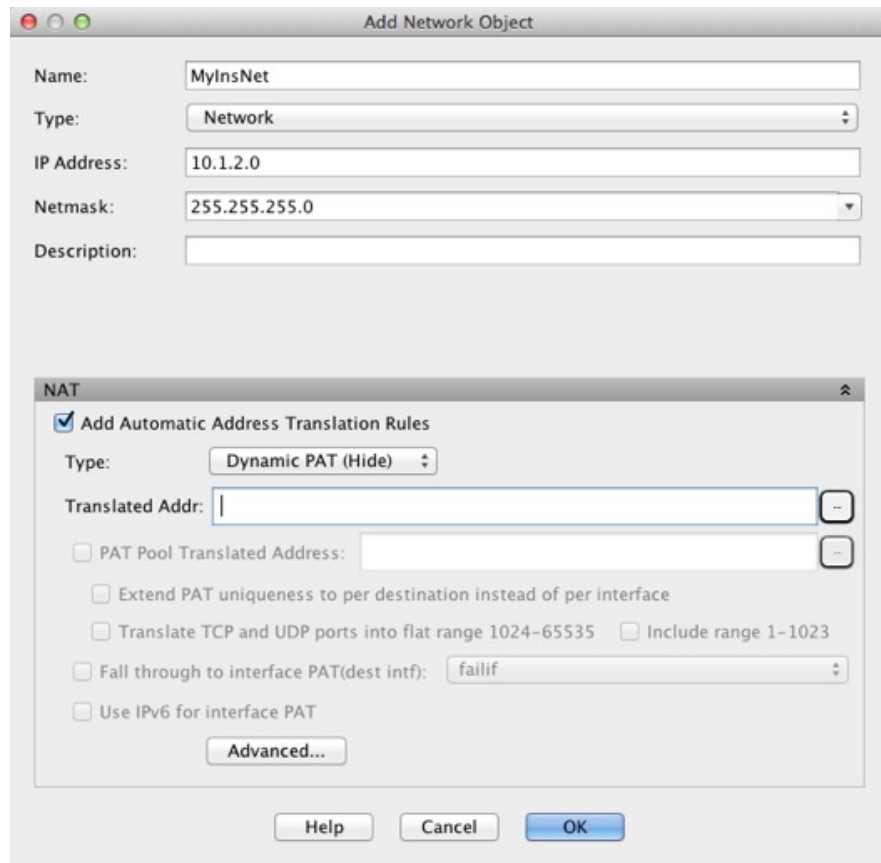 Add Network Object
Name: MyInsNet
Type: Network
IP Address: 10.1.2.0
Netmask: 255.255.255.0
Description:
NAT
Add Automatic Address Translation Rules
Type: Dynamic PAT (Hide)
Translated Addr: ...
PAT Pool Translated Address: ...
Extend PAT uniqueness to per destination instead of per interface
Translate TCP and UDP ports into flat range 1024-65535 Include range 1-1023
Fall through to interface PAT(dest intf): failif
Use IPv6 for interface PAT
Advanced...
Help Cancel OK